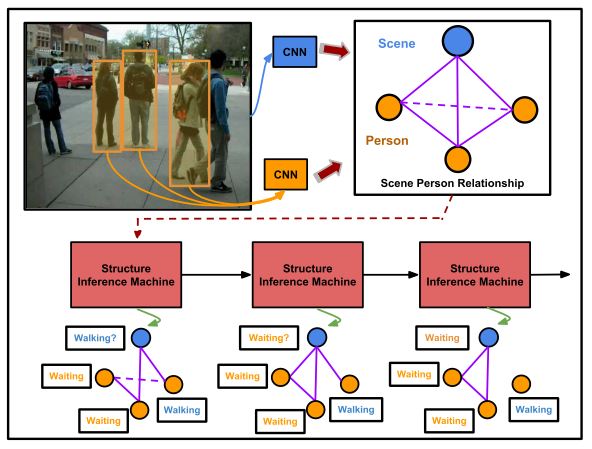 CNN
Scene
CNN
Person
Scene Person Relationship
Structure
Inference Machine
Structure
Inference Machine
Structure
Inference Machine
Walking?
Waiting?
Waiting
Waiting
Waiting
Waiting
Waiting
Walking
Waiting
Walking
Waiting
Walking